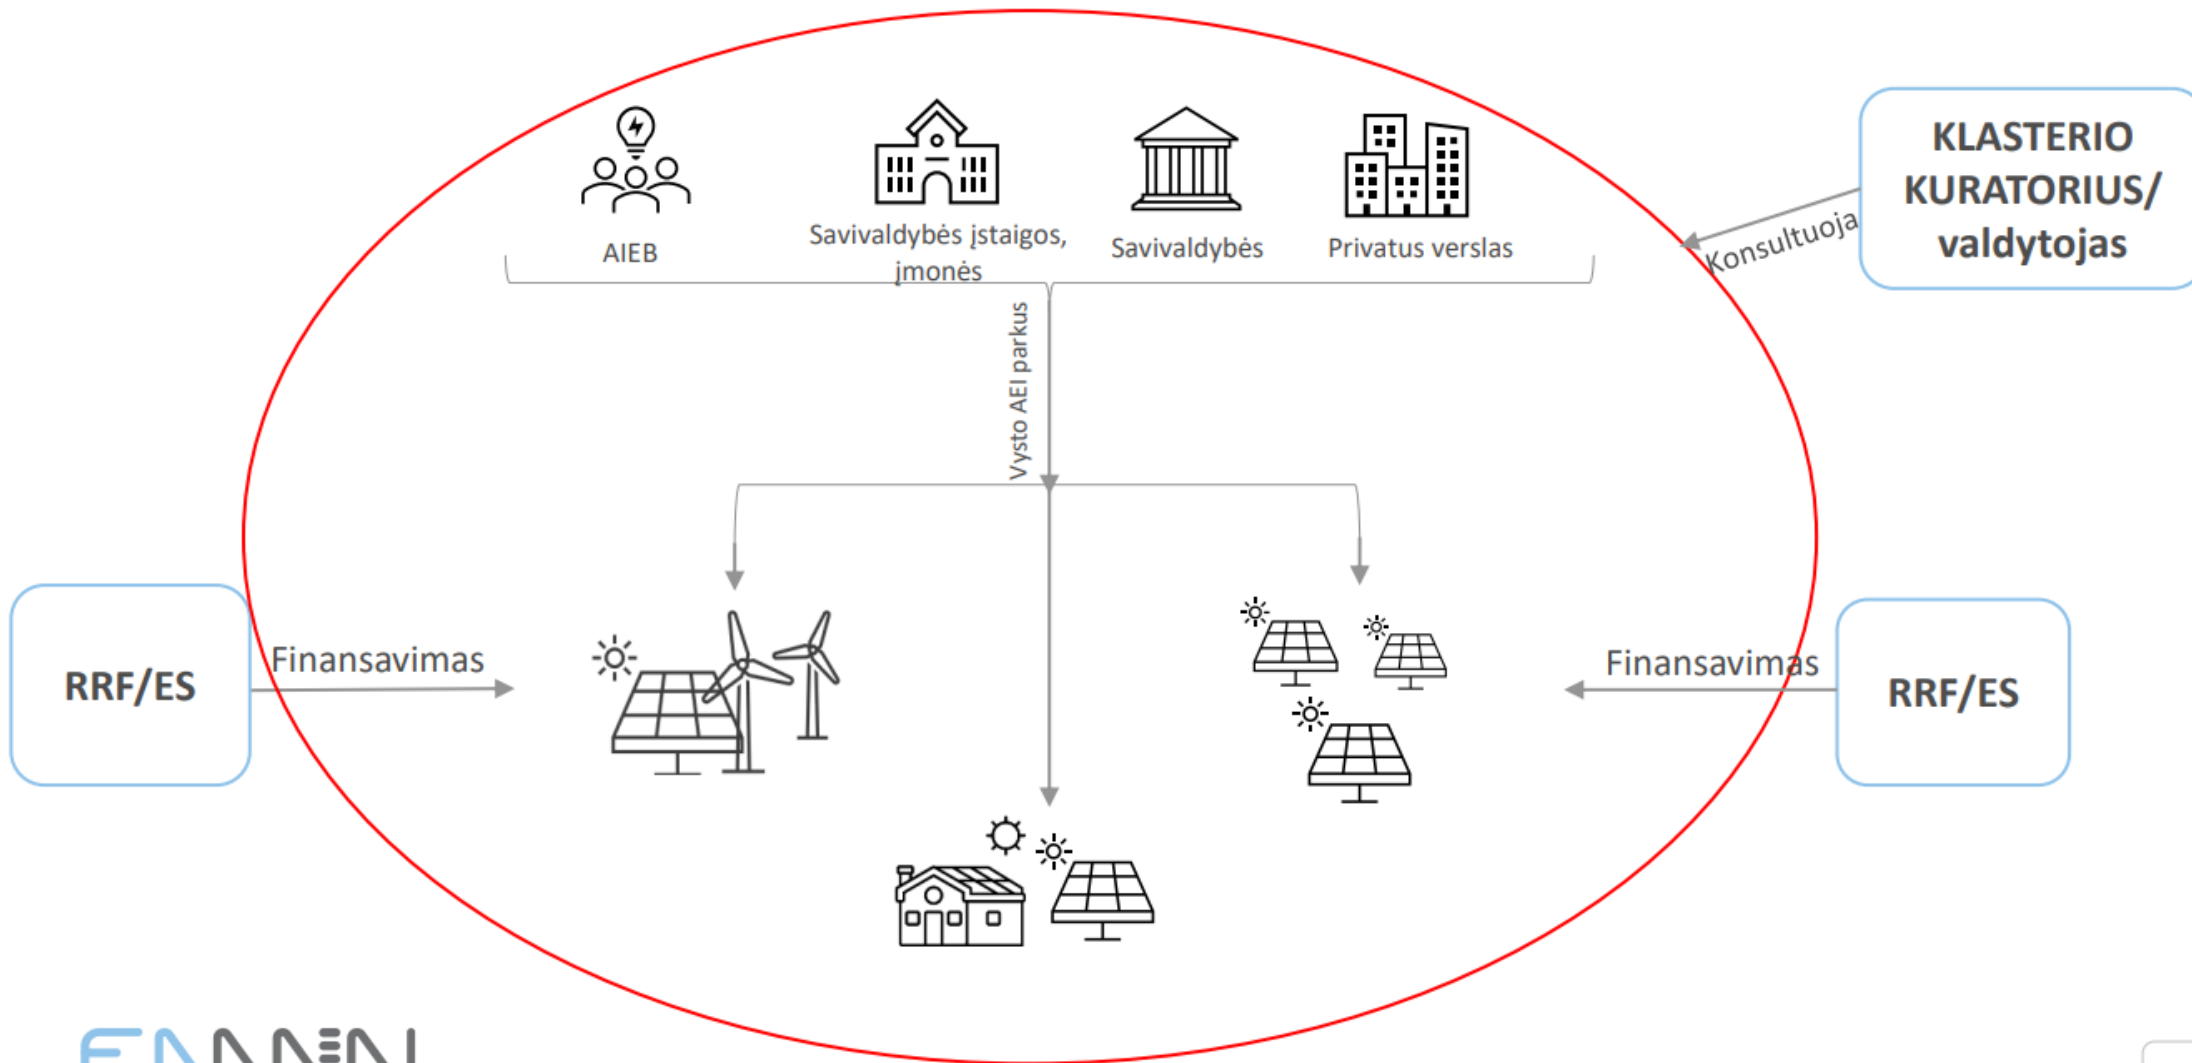 AIEB
Savivaldybės įstaigos,
įmonės
Savivaldybės
Privatus verslas
KLASTERIO
KURATORIUS/
valdytojas
Konsultuoja
Vysto AEI parkus
RRF/ES
Finansavimas
Finansavimas
RRF/ES